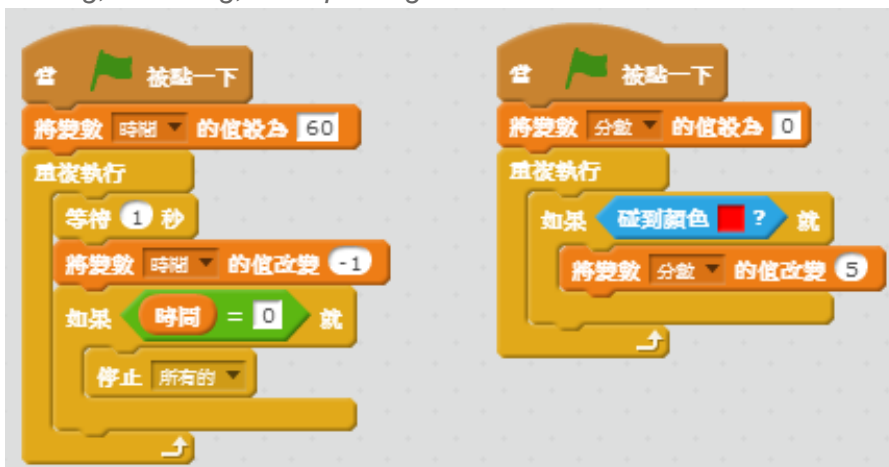 當 被點一下
將變數 時間 的值設為 60
重複執行
等待 1 秒
將變數 時間 的值改變 -1
如果 時間 = 0 就
停止 所有的
當 被點一下
將變數 分數 的值設為 0
重複執行
如果 碰到顏色 ? 就
將變數 分數 的值改變 5